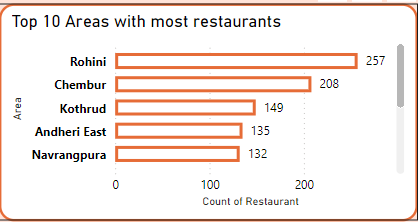 Top 10 Areas with most restaurants
Rohini 257
Chembur 208
Kothrud 149
Andheri East 135
Navrangpura 132
Area
0 100 200
Count of Restaurant